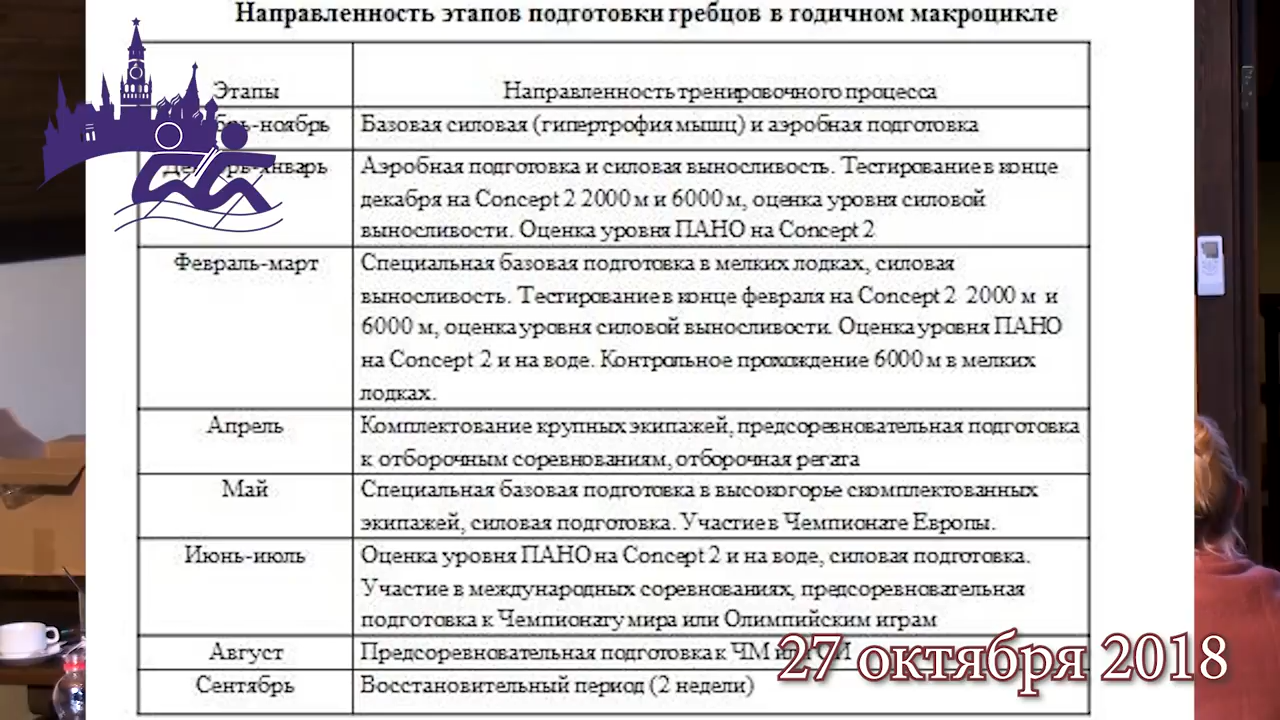 Направленность этапов подготовки гребцов в годичном макроцикле
Этапы
Направленность тренировочного процесса
Базовая силовая (гипертрофия мышц) и аэробная подготовка
Аэробная подготовка и силовая выносливость. Тестирование в конце
декабря на Concept 2 2000 м и 6000 м, оценка уровня силовой
выносливости. Оценка уровня ПАНО на Concept 2
Февраль-март
Специальная базовая подготовка в мелких лодках, силовая
выносливость. Тестирование в конце февраля на Concept 2 2000 м и
6000 м, оценка уровня силовой выносливости. Оценка уровня ПАНО
на Concept 2 и на воде. Контрольное прохождение 6000 м в мелких
лодках.
Апрель
Комплектование крупных экипажей, предсоревновательная подготовка
к отборочным соревнованиям, отборочная регата
Май
Специальная базовая подготовка в высокогорье скомплектованных
экипажей, силовая подготовка. Участие в Чемпионате Европы.
Июнь-июль
Оценка уровня ПАНО на Concept 2 и на воде, силовая подготовка.
Участие в международных соревнованиях, предсоревновательная
подготовка к Чемпионату мира или Олимпийским играм
Август
Предсоревновательная подготовка к ЧМ
Сентябрь
Восстановительный период (2 недели)
27 октября 2018